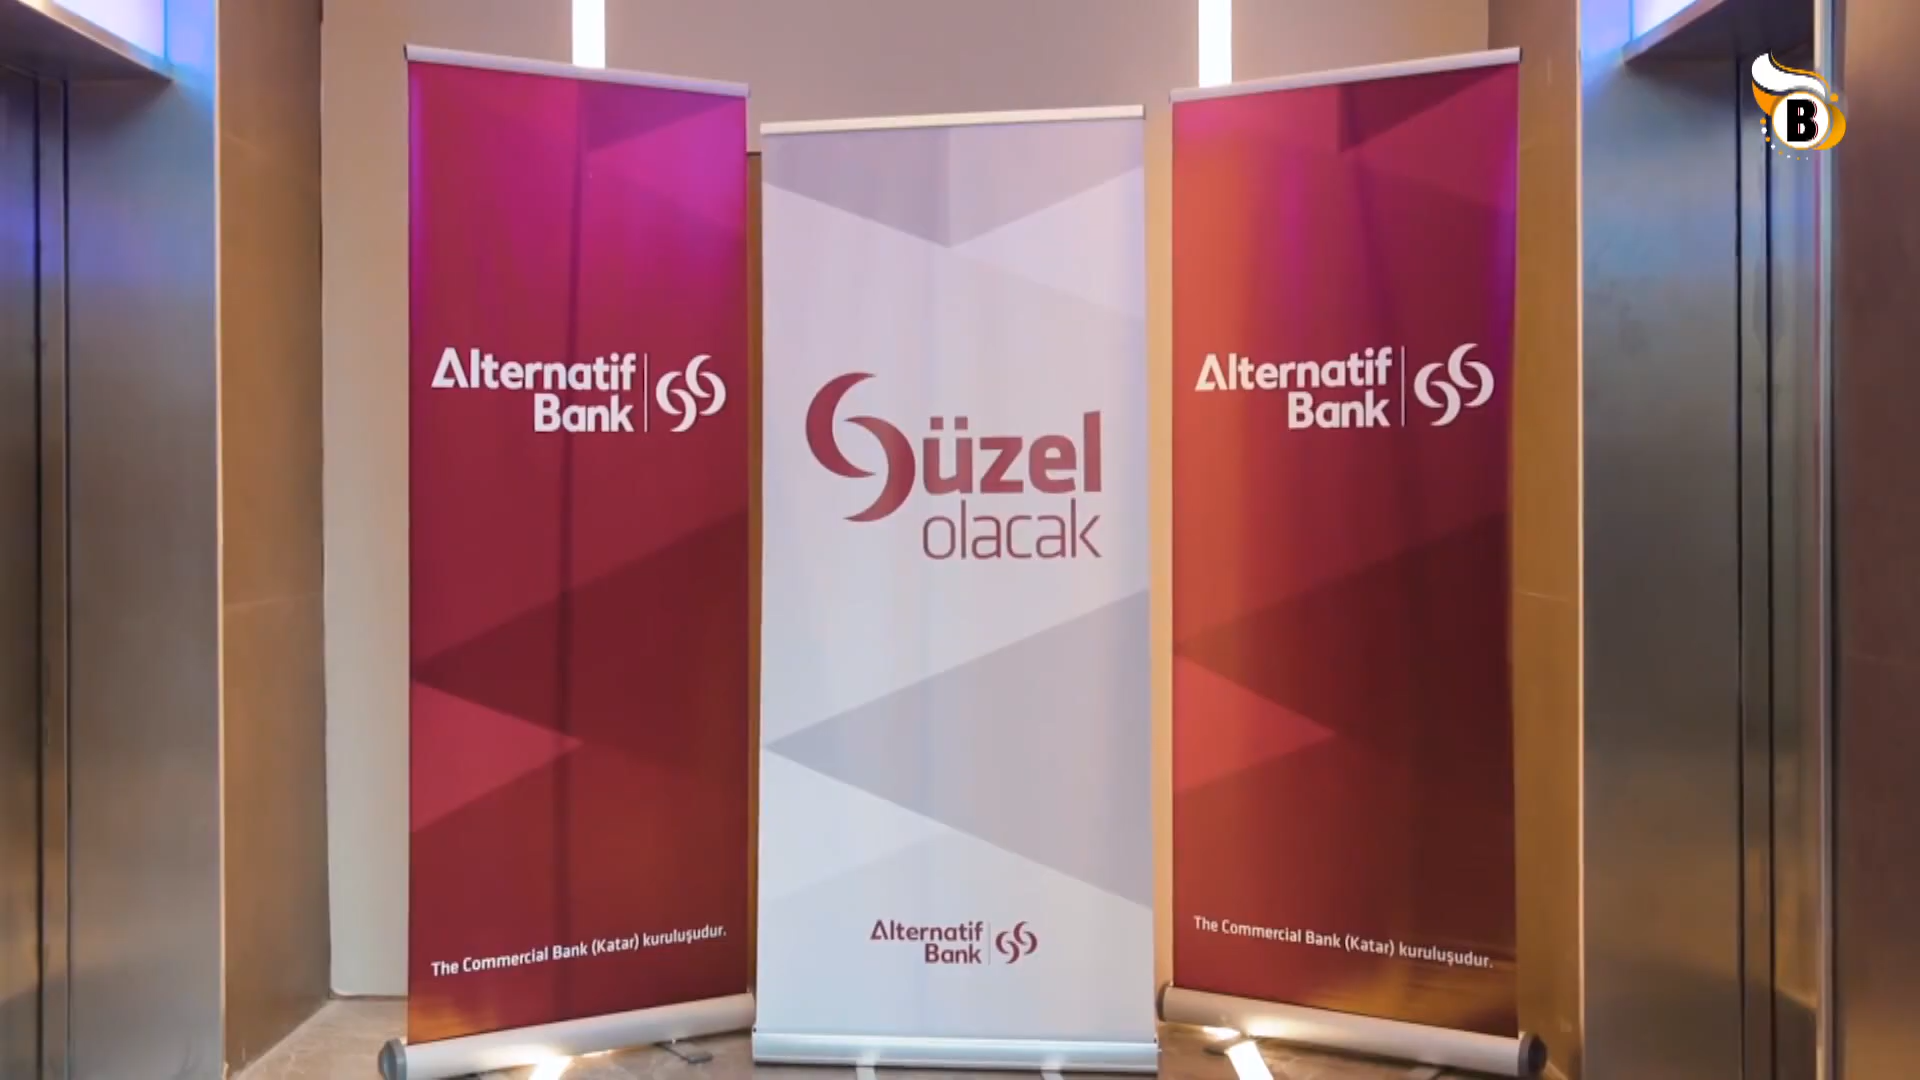 Alternatif
Bank
The Commercial Bank (Katar) kuruluşudur.
Güzel
olacak
Alternatif
Bank
Alternatif
Bank
The Commercial Bank (Katar) kuruluşudur.
B